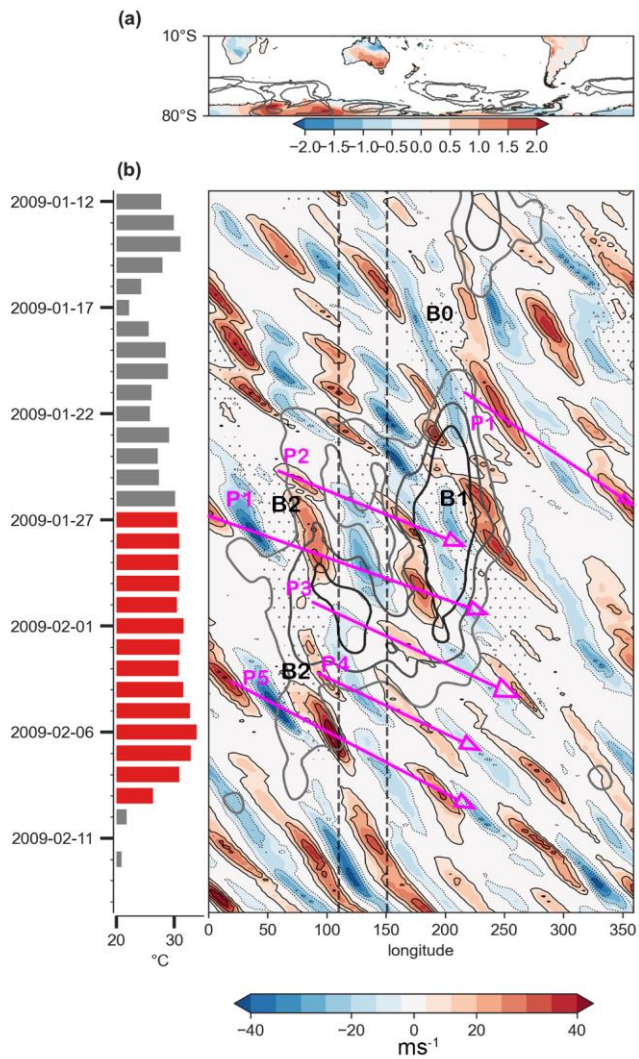 (a)
10°S
80°S
−2.0−1.5−1.0−0.5 0.0 0.5 1.0 1.5 2.0
(b)
2009-01-12
2009-01-17
B0
2009-01-22
P1
P2
P1
B2
B1
2009-01-27
P3
2009-02-01
B2
P4
P5
2009-02-06
2009-02-11
20 30
°C
0 50 100 150 200 250 300 350
longitude
−40 −20 0 20 40
ms⁻¹